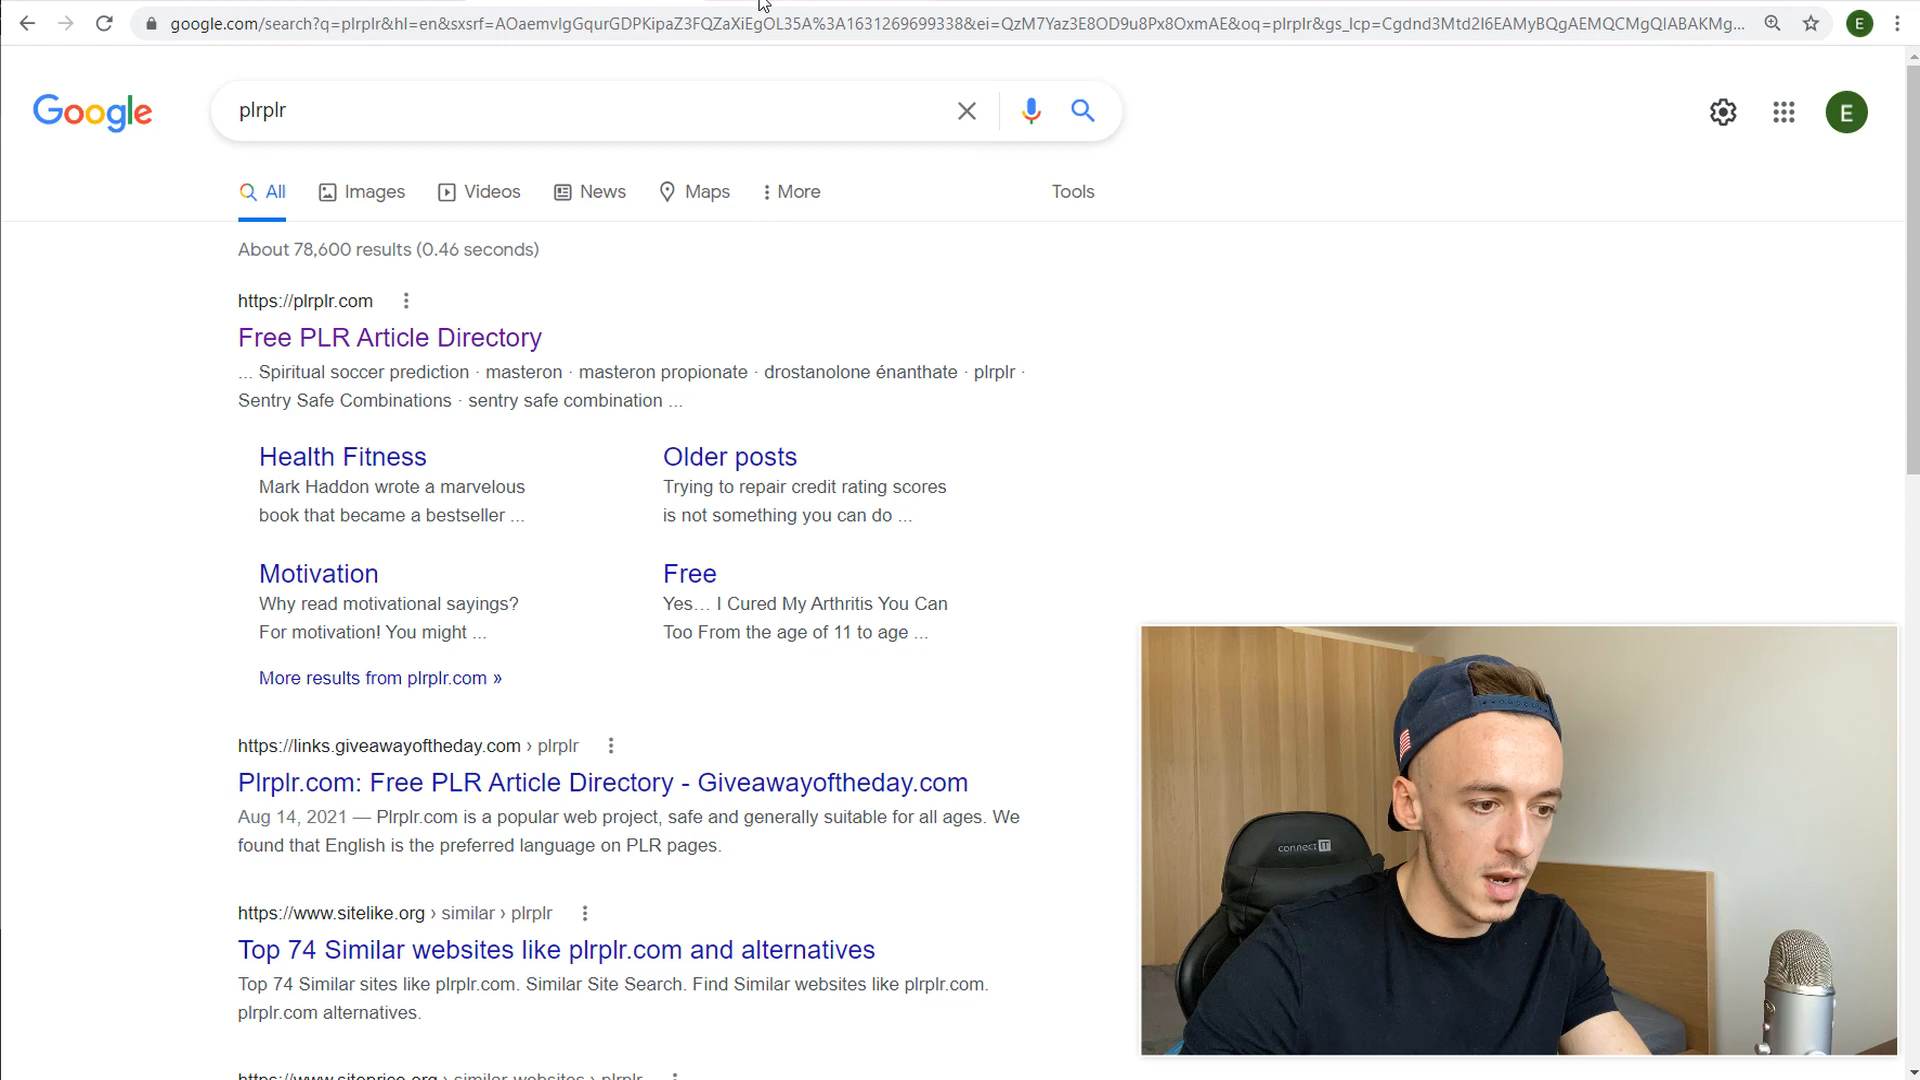 google.com/search?q=plrplr&hl=en&sxsrf=AOaemvIgGqurGDPKipaZ3FQZaXiEgOL35A%3A1631269699338&ei=QzM7Yaz3E8OD9u8Px8OxmAE&oq=plrplr&gs_lcp=Cgdnd3Mtd2l6EAMyBQgAEMQCMgQIABAKMg...
E
Google
plrplr
E
All
Images
Videos
News
Maps
More
Tools
About 78,600 results (0.46 seconds)
https://plrplr.com
Free PLR Article Directory
... Spiritual soccer prediction · masteron · masteron propionate · drostanolone énanthate · plrplr ·
Sentry Safe Combinations · sentry safe combination ...
Health Fitness
Mark Haddon wrote a marvelous
book that became a bestseller ...
Older posts
Trying to repair credit rating scores
is not something you can do ...
Motivation
Why read motivational sayings?
For motivation! You might ...
Free
Yes… I Cured My Arthritis You Can
Too From the age of 11 to age ...
More results from plrplr.com »
https://links.giveawayoftheday.com › plrplr
Plrplr.com: Free PLR Article Directory - Giveawayoftheday.com
Aug 14, 2021 — Plrplr.com is a popular web project, safe and generally suitable for all ages. We
found that English is the preferred language on PLR pages.
https://www.sitelike.org › similar › plrplr
Top 74 Similar websites like plrplr.com and alternatives
Top 74 Similar sites like plrplr.com. Similar Site Search. Find Similar websites like plrplr.com.
plrplr.com alternatives.
https://www.siteprice.org › similar-websites › plrplr
connect IT